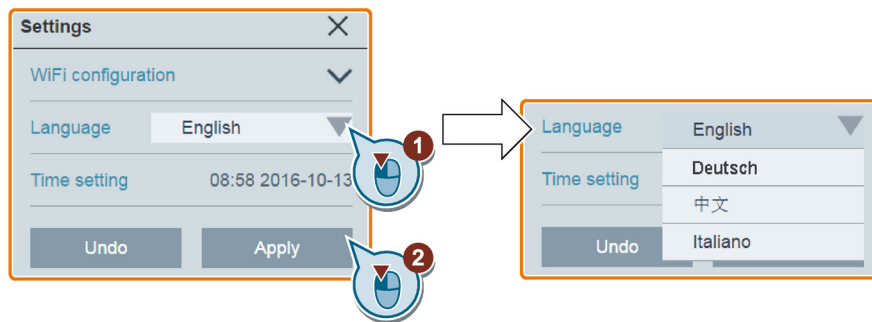 Settings
WiFi configuration
Language English
Time setting 08:58 2016-10-13
Undo Apply
1
2
Language English
Deutsch
Time setting
中文
Undo Italiano